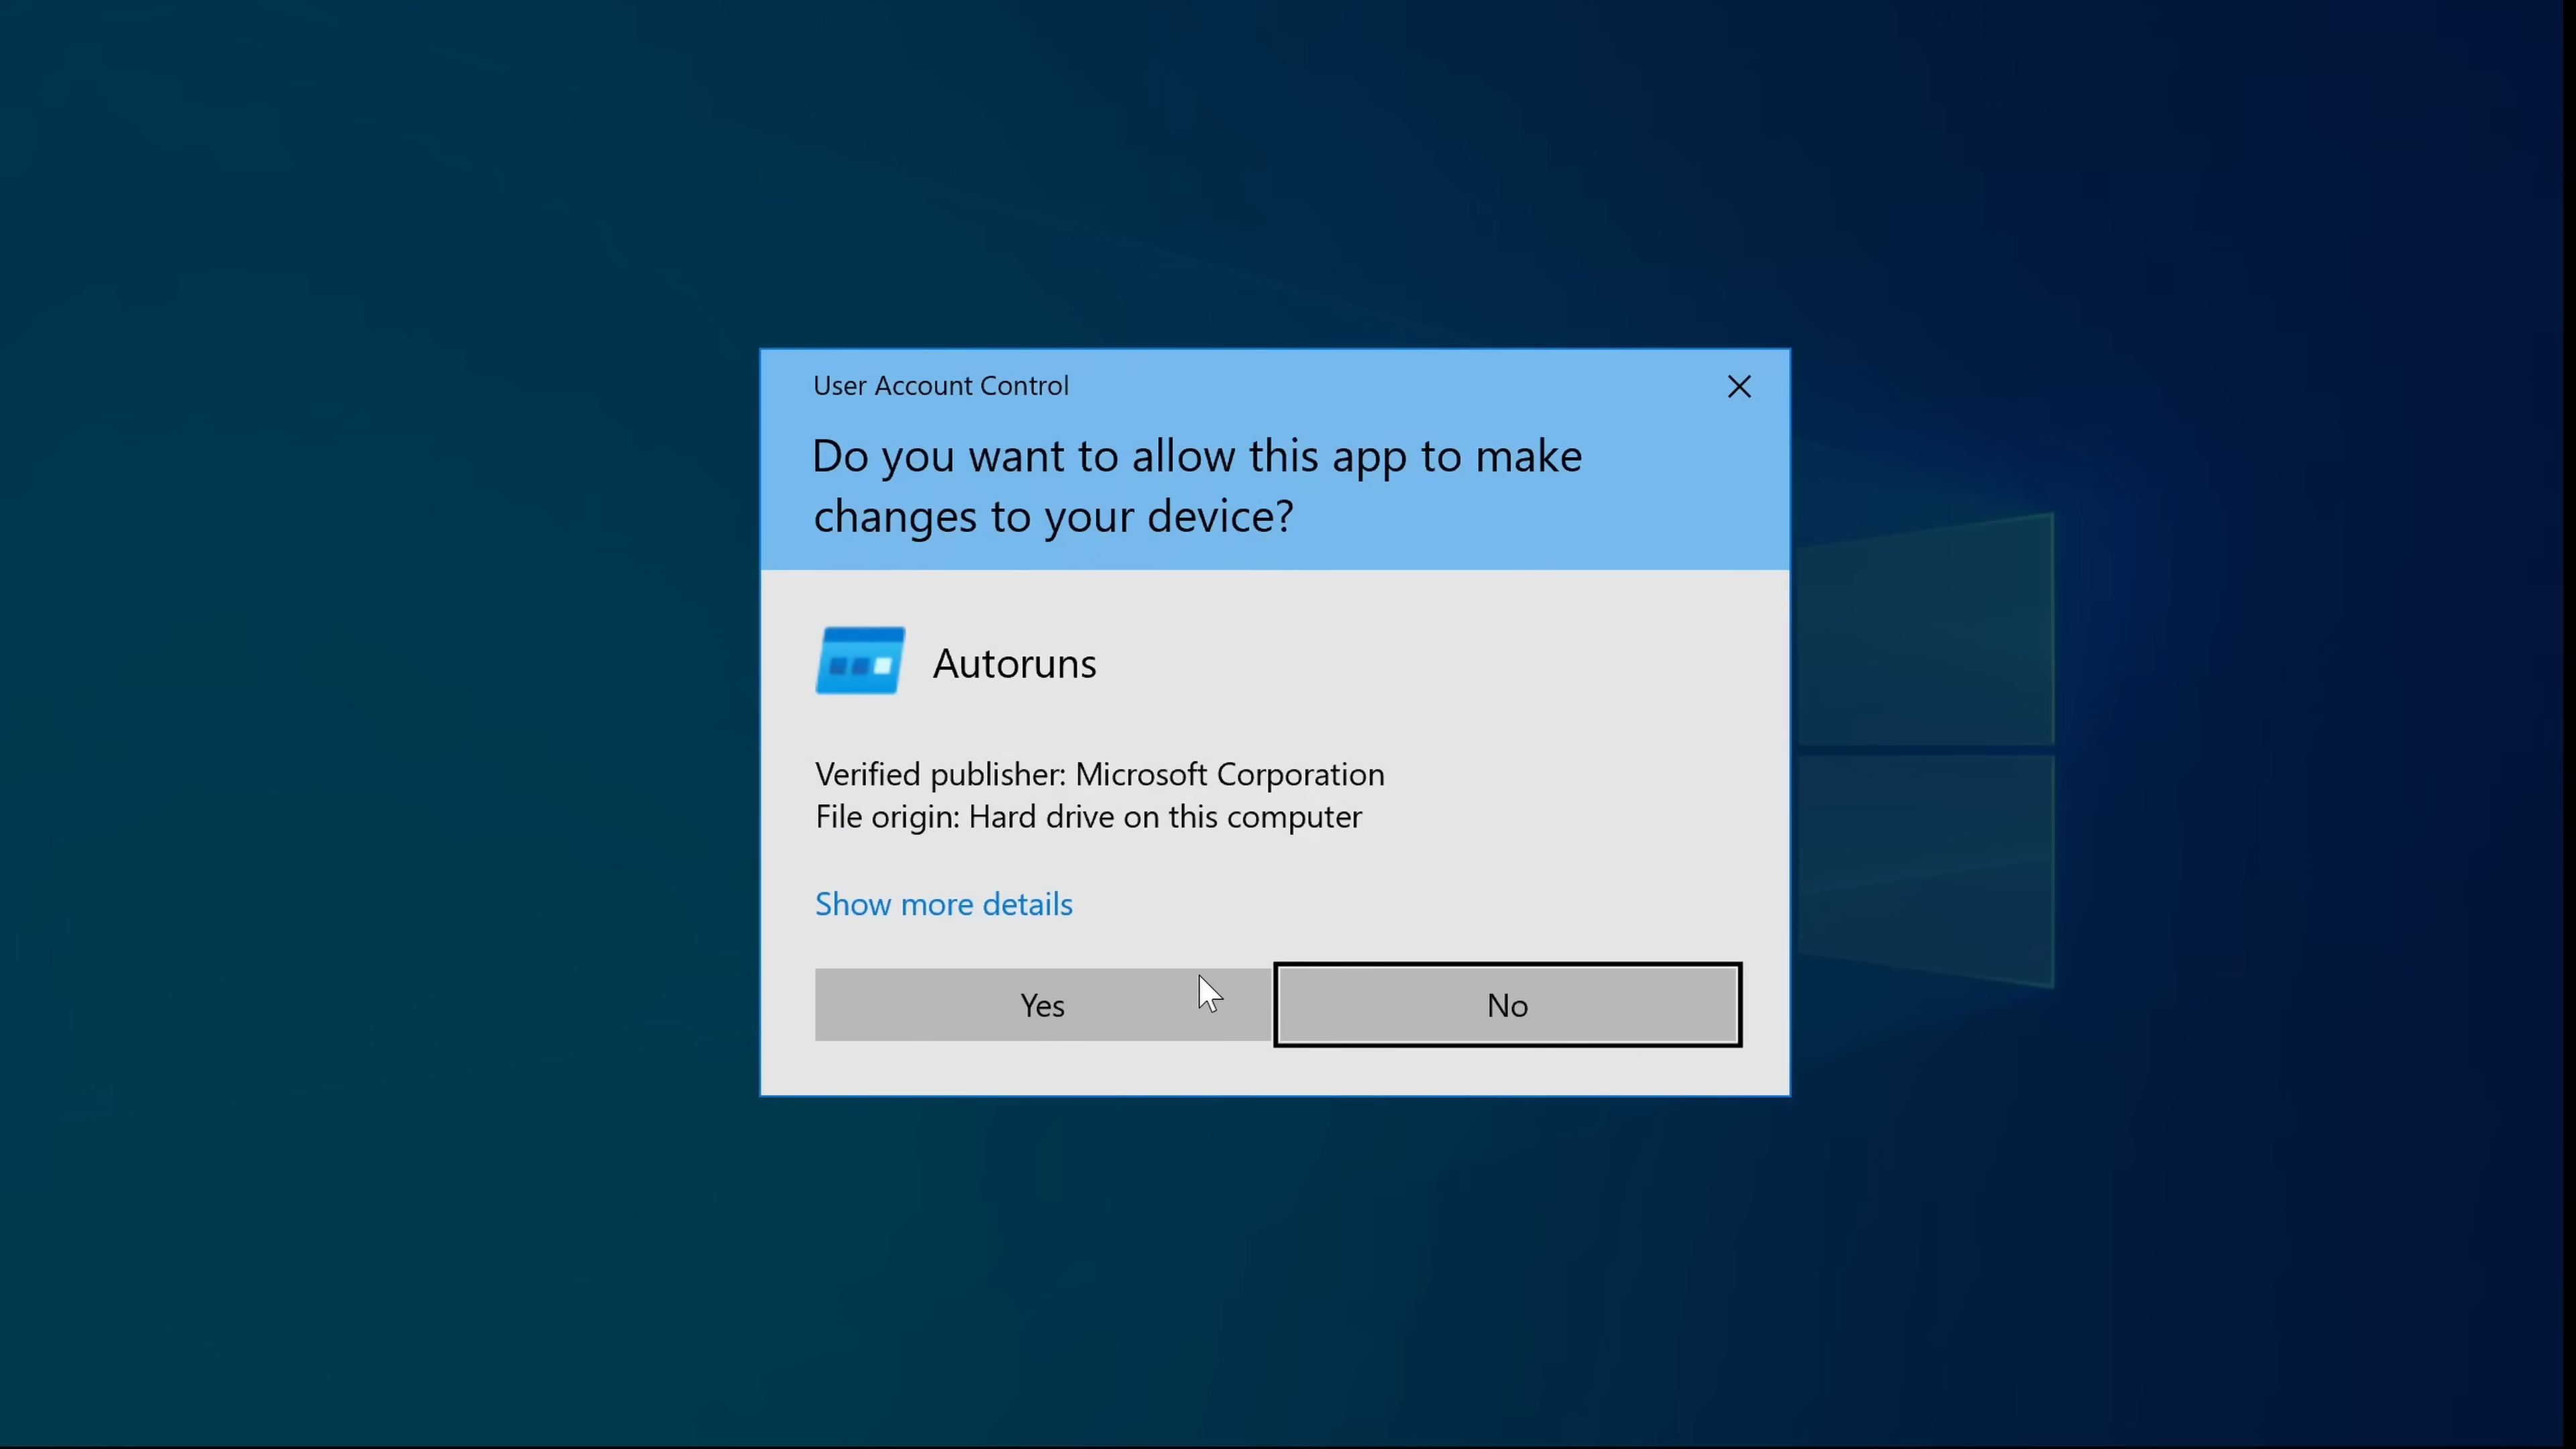 User Account Control
Do you want to allow this app to make
changes to your device?
Autoruns
Verified publisher: Microsoft Corporation
File origin: Hard drive on this computer
Show more details
Yes
No